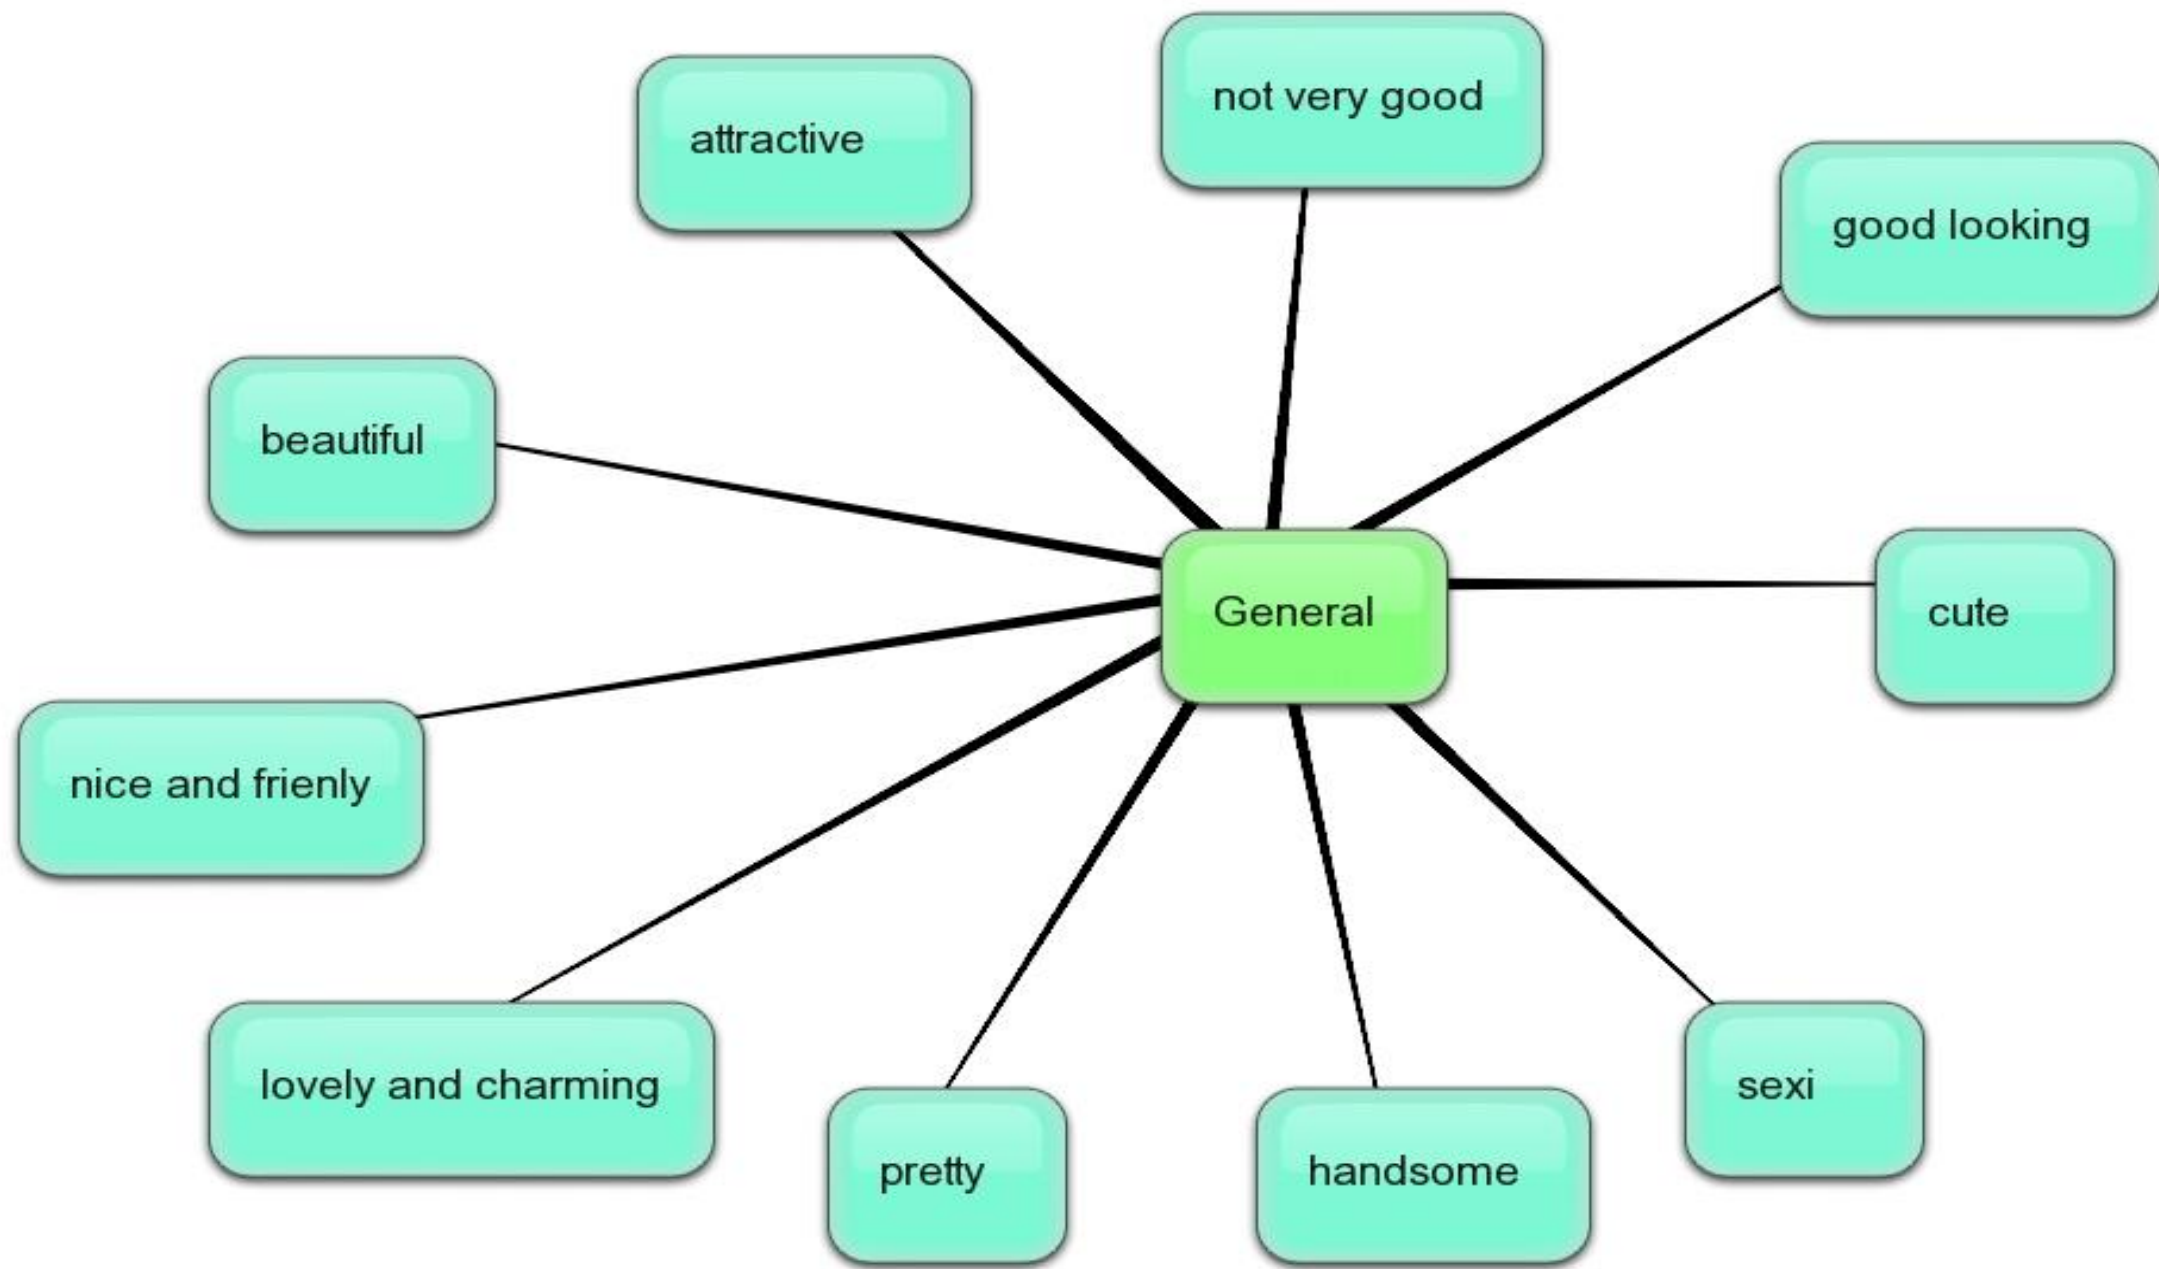 not very good
attractive
good looking
beautiful
General
cute
nice and frienly
lovely and charming
sexi
pretty
handsome